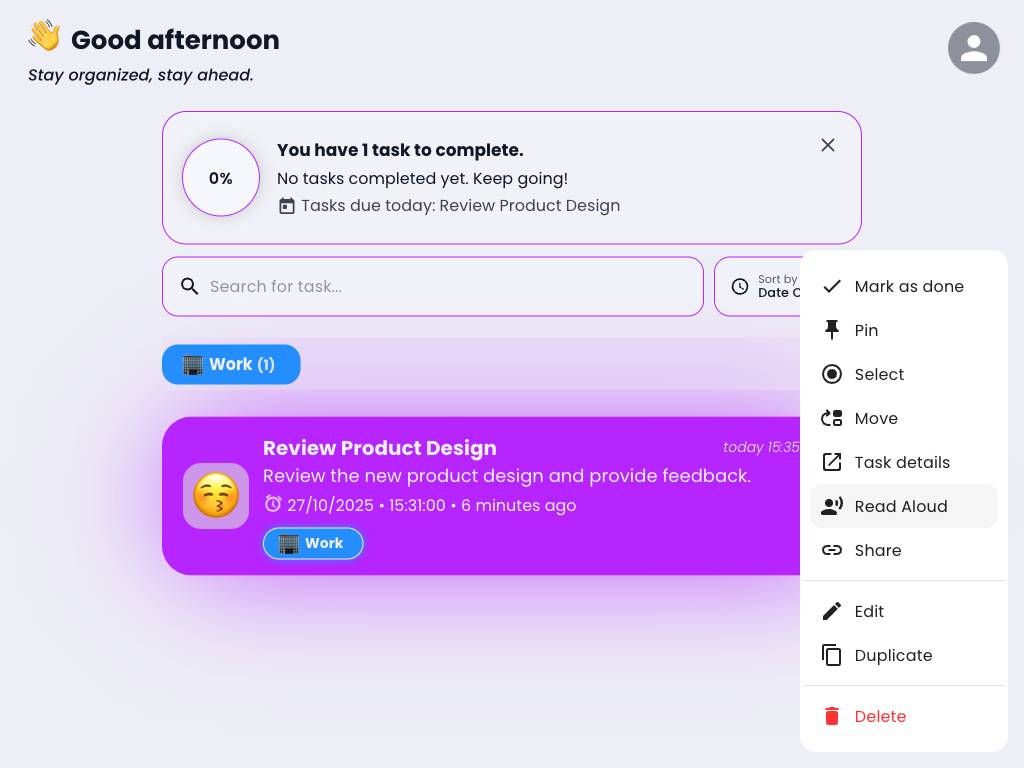 Good afternoon
Stay organized, stay ahead.
0%
You have 1 task to complete.
No tasks completed yet. Keep going!
Tasks due today: Review Product Design
Search for task...
Sort by
Date
Work (1)
Review Product Design
today 15:35
Review the new product design and provide feedback.
27/10/2025 • 15:31:00 • 6 minutes ago
Work
Mark as done
Pin
Select
Move
Task details
Read Aloud
Share
Edit
Duplicate
Delete